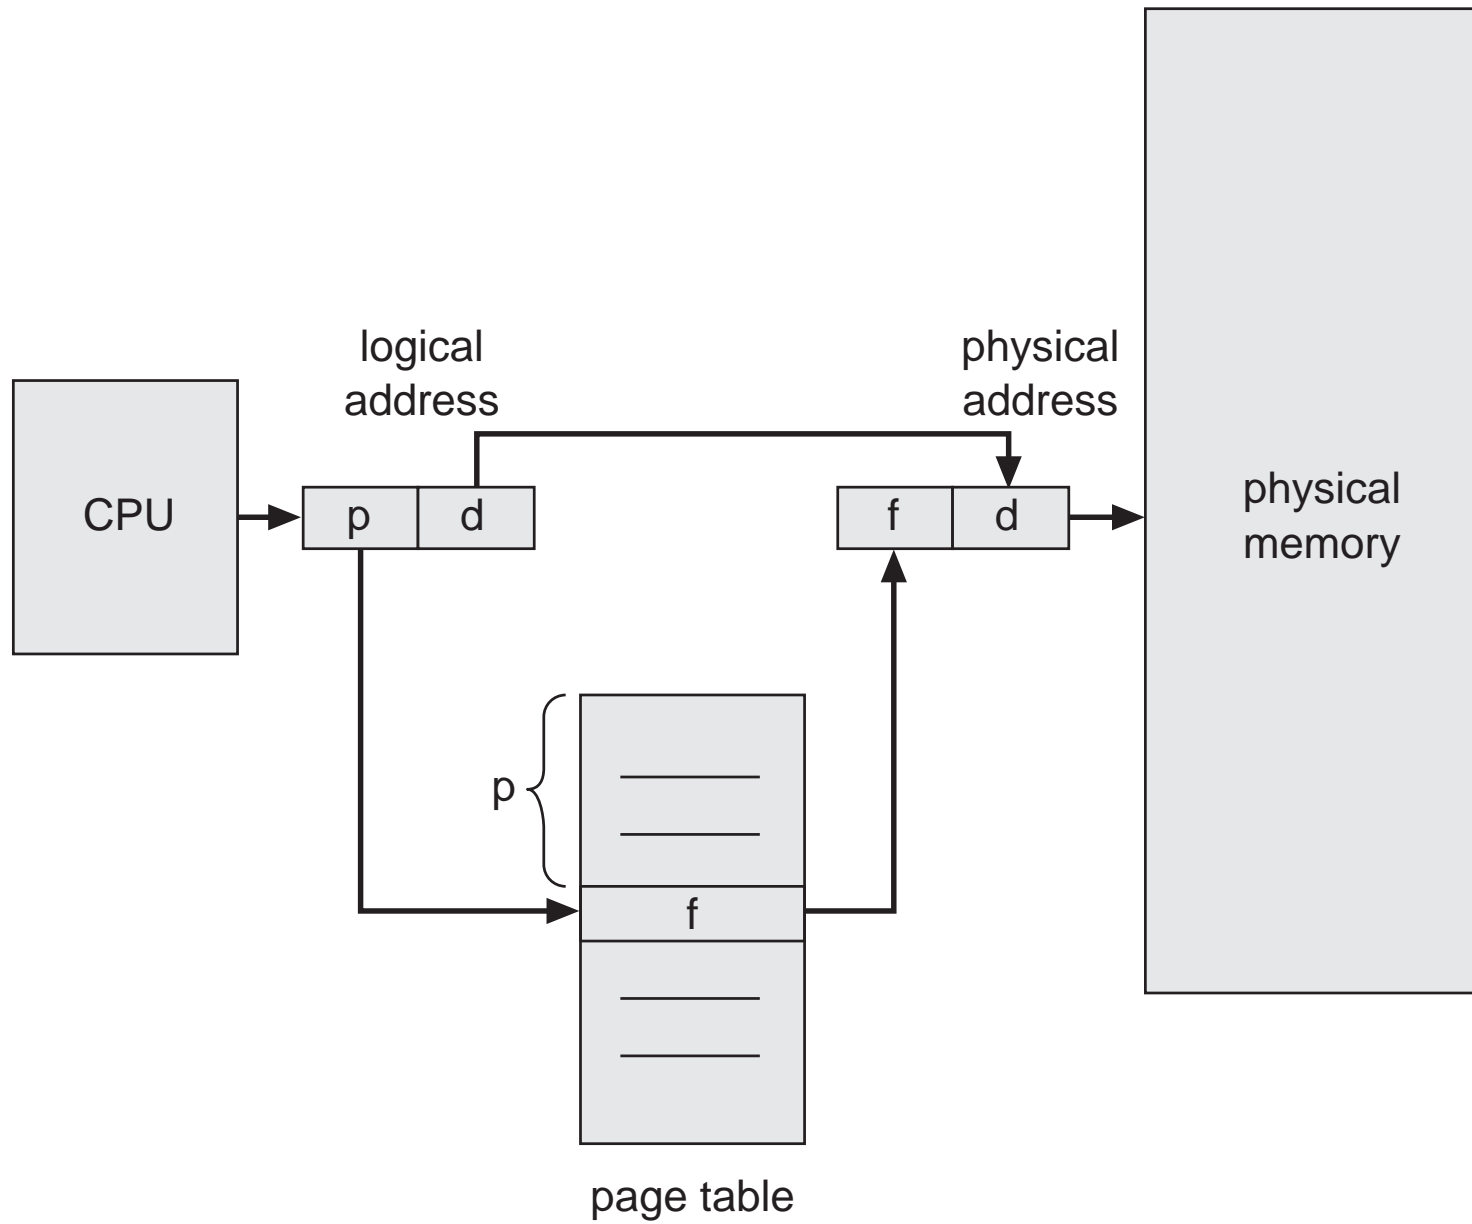 logical
address
physical
address
CPU
p
d
f
d
physical
memory
p
f
page table